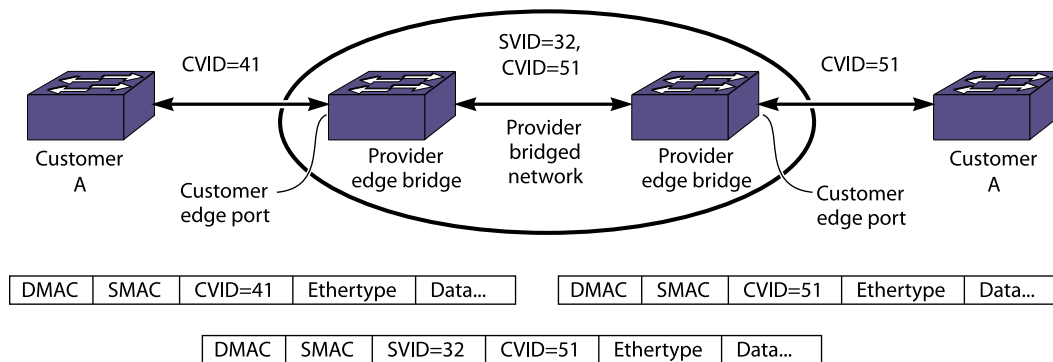 SVID=32,
CVID=51
CVID=41
CVID=51
Customer
A
Provider
edge bridge
Provider
bridged
network
Provider
edge bridge
Customer
A
Customer
edge port
Customer
edge port
DMAC SMAC CVID=41 Ethertype Data...
DMAC SMAC CVID=51 Ethertype Data...
DMAC SMAC SVID=32 CVID=51 Ethertype Data...